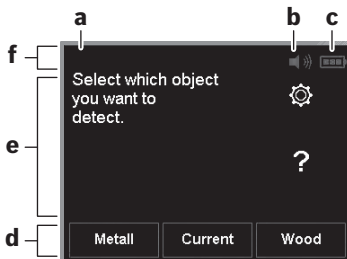 a
b
c
f
Select which object
you want to
detect.
e
?
d
Metall
Current
Wood